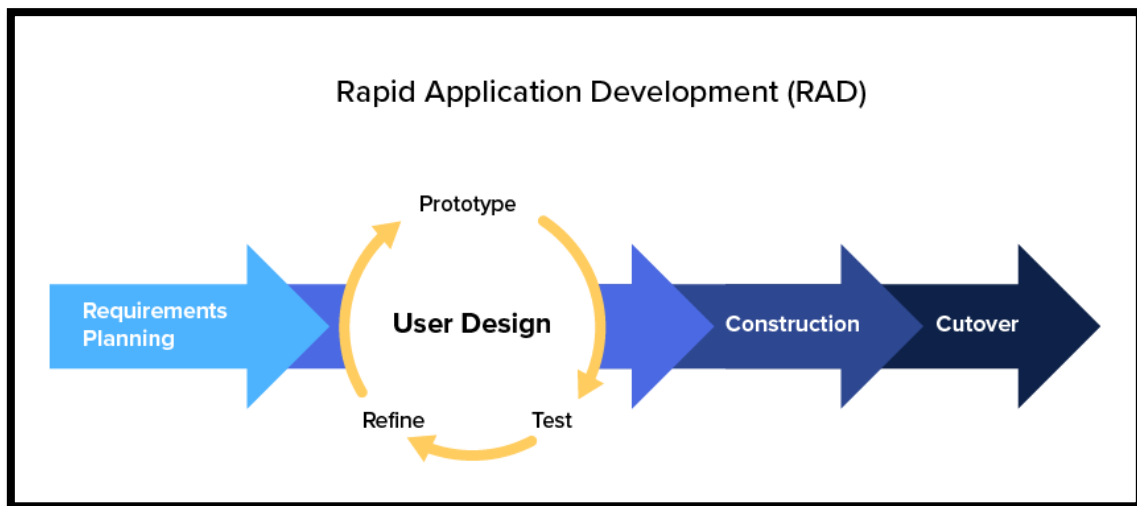 Rapid Application Development (RAD)
Prototype
Requirements
Planning
User Design
Construction
Cutover
Refine
Test